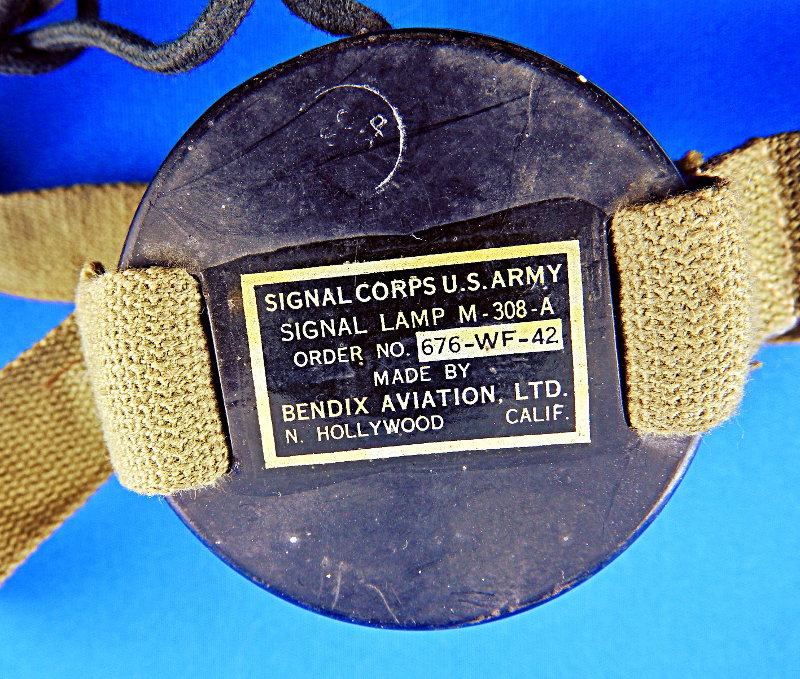 SIGNAL CORPS U.S. ARMY
SIGNAL LAMP M-308-A
ORDER NO. 676-WF-42
MADE BY
BENDIX AVIATION, LTD.
N. HOLLYWOOD CALIF.